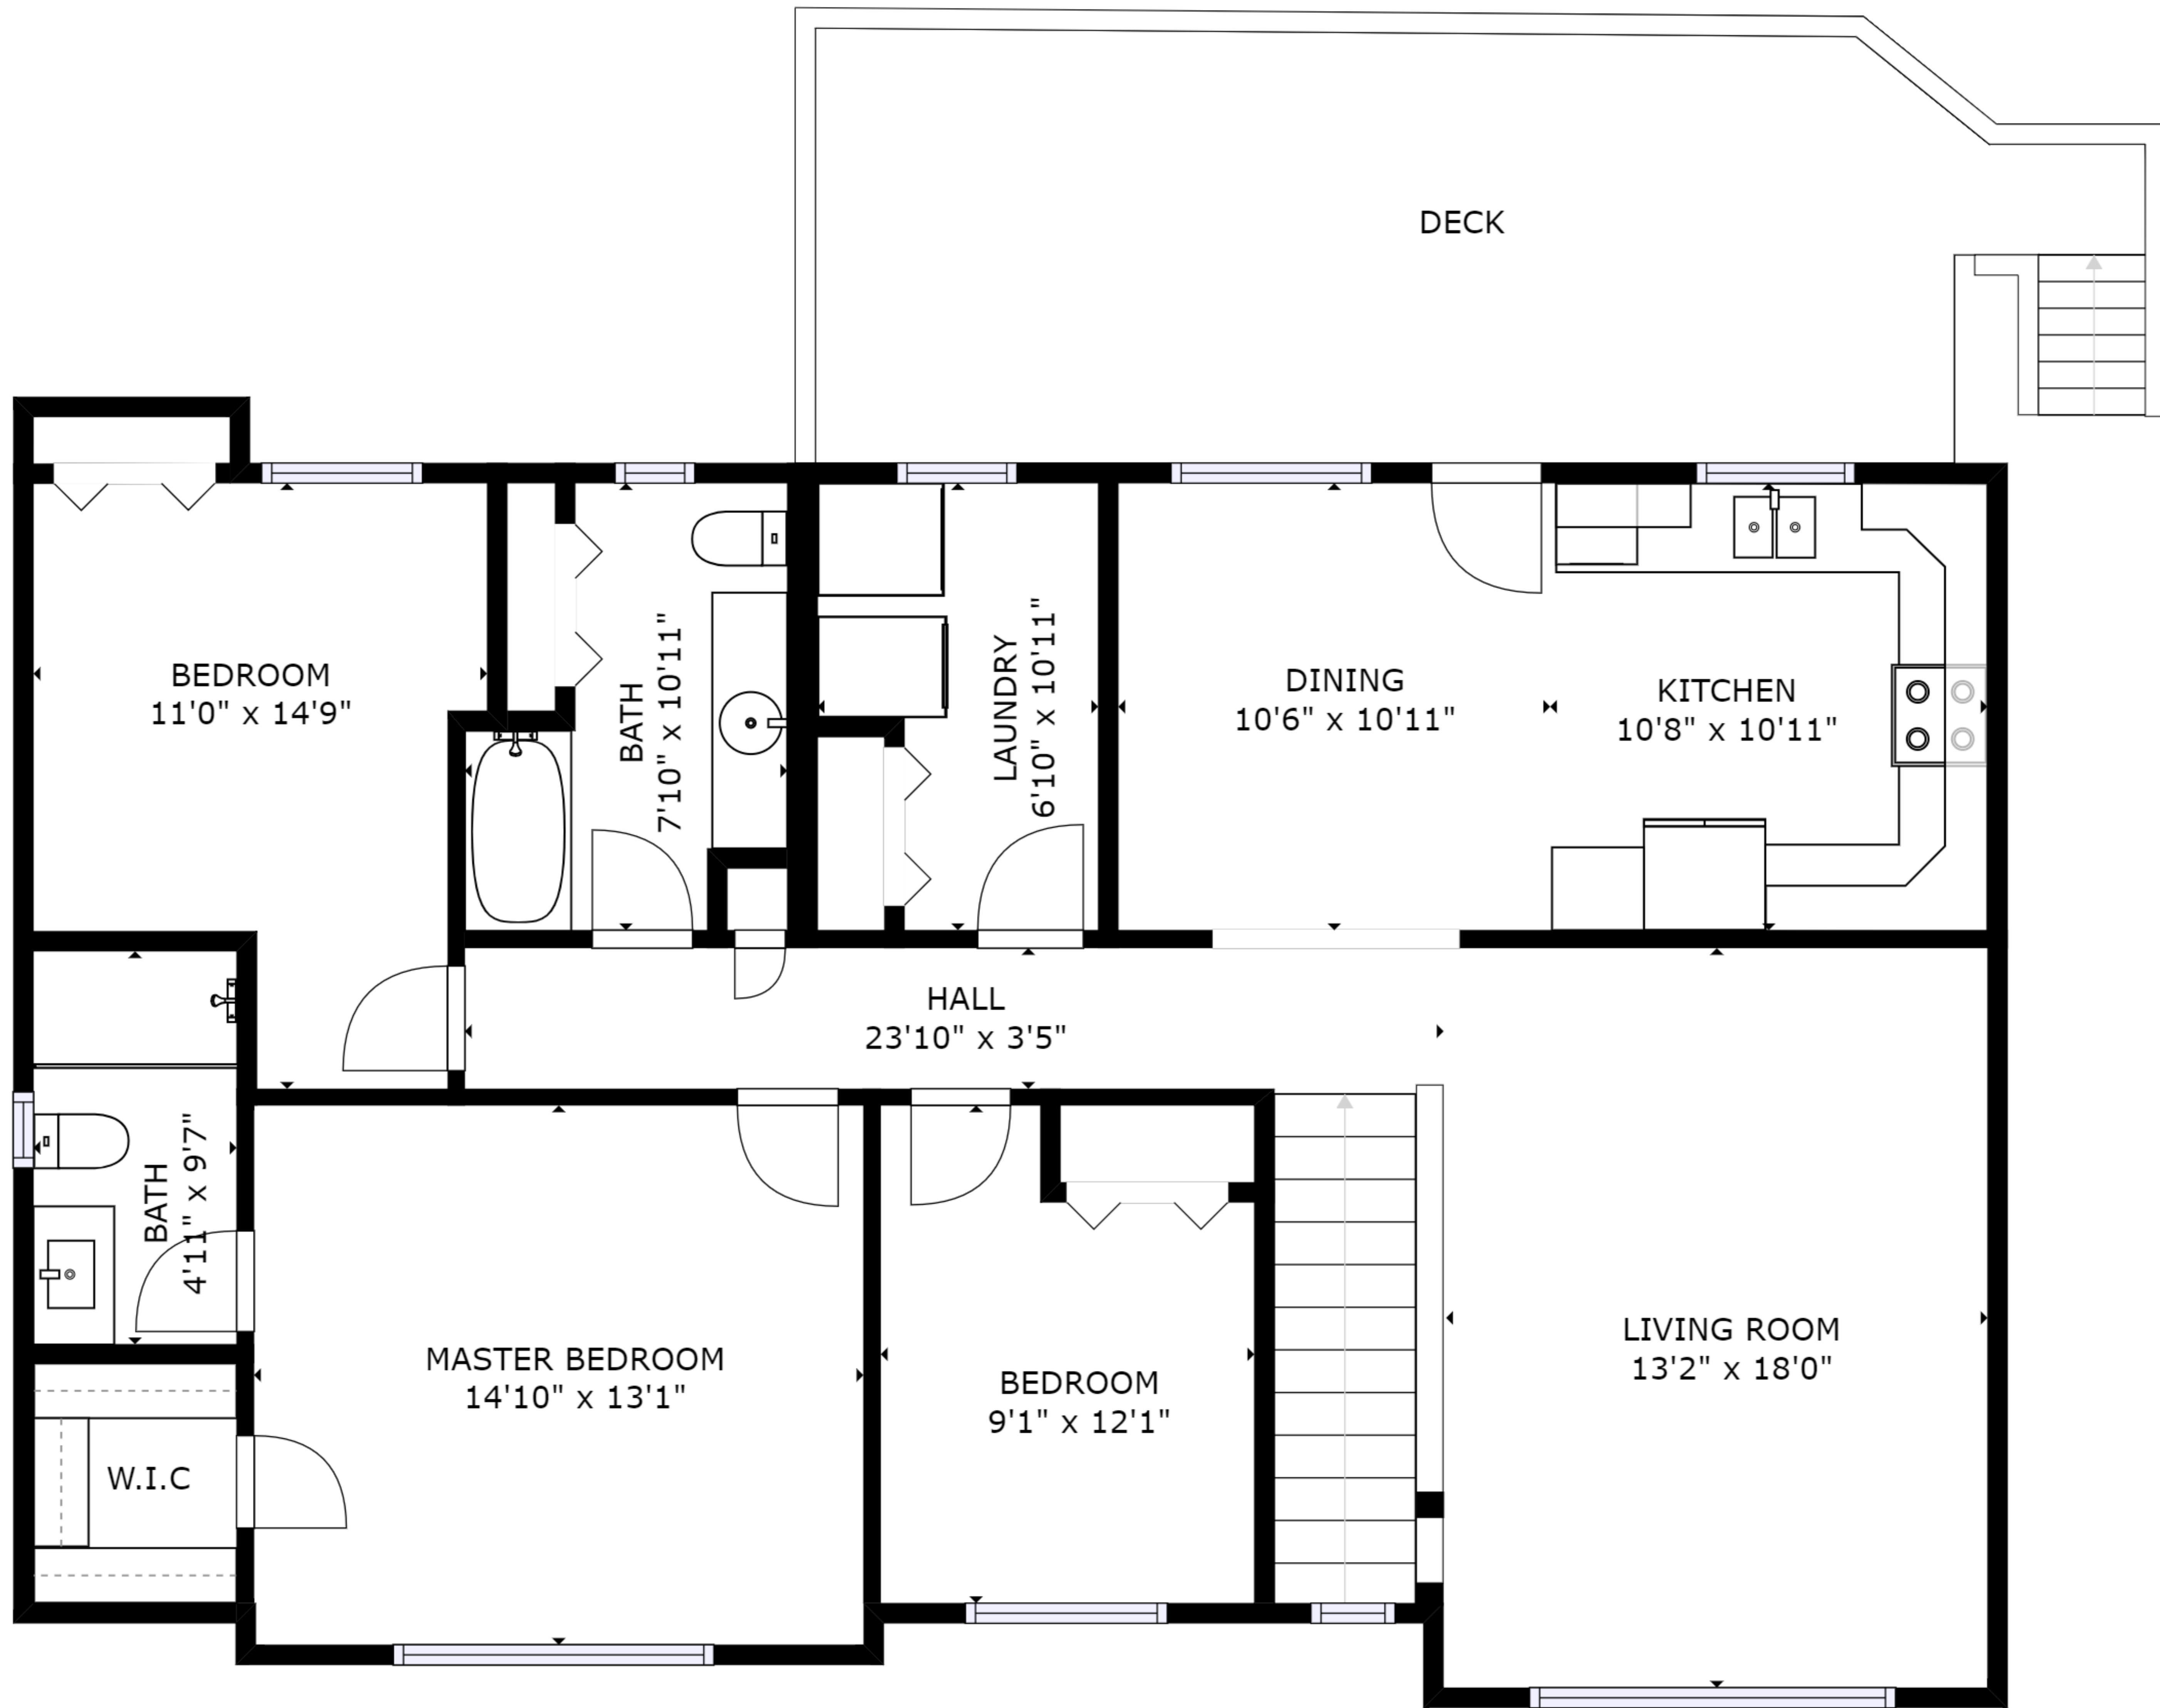 DECK
BEDROOM
11'0" x 14'9"
BATH
7'10" x 10'11"
LAUNDRY
6'10" x 10'11"
DINING
10'6" x 10'11"
KITCHEN
10'8" x 10'11"
HALL
23'10" x 3'5"
BATH
4'11" x 9'7"
MASTER BEDROOM
14'10" x 13'1"
BEDROOM
9'1" x 12'1"
LIVING ROOM
13'2" x 18'0"
W.I.C